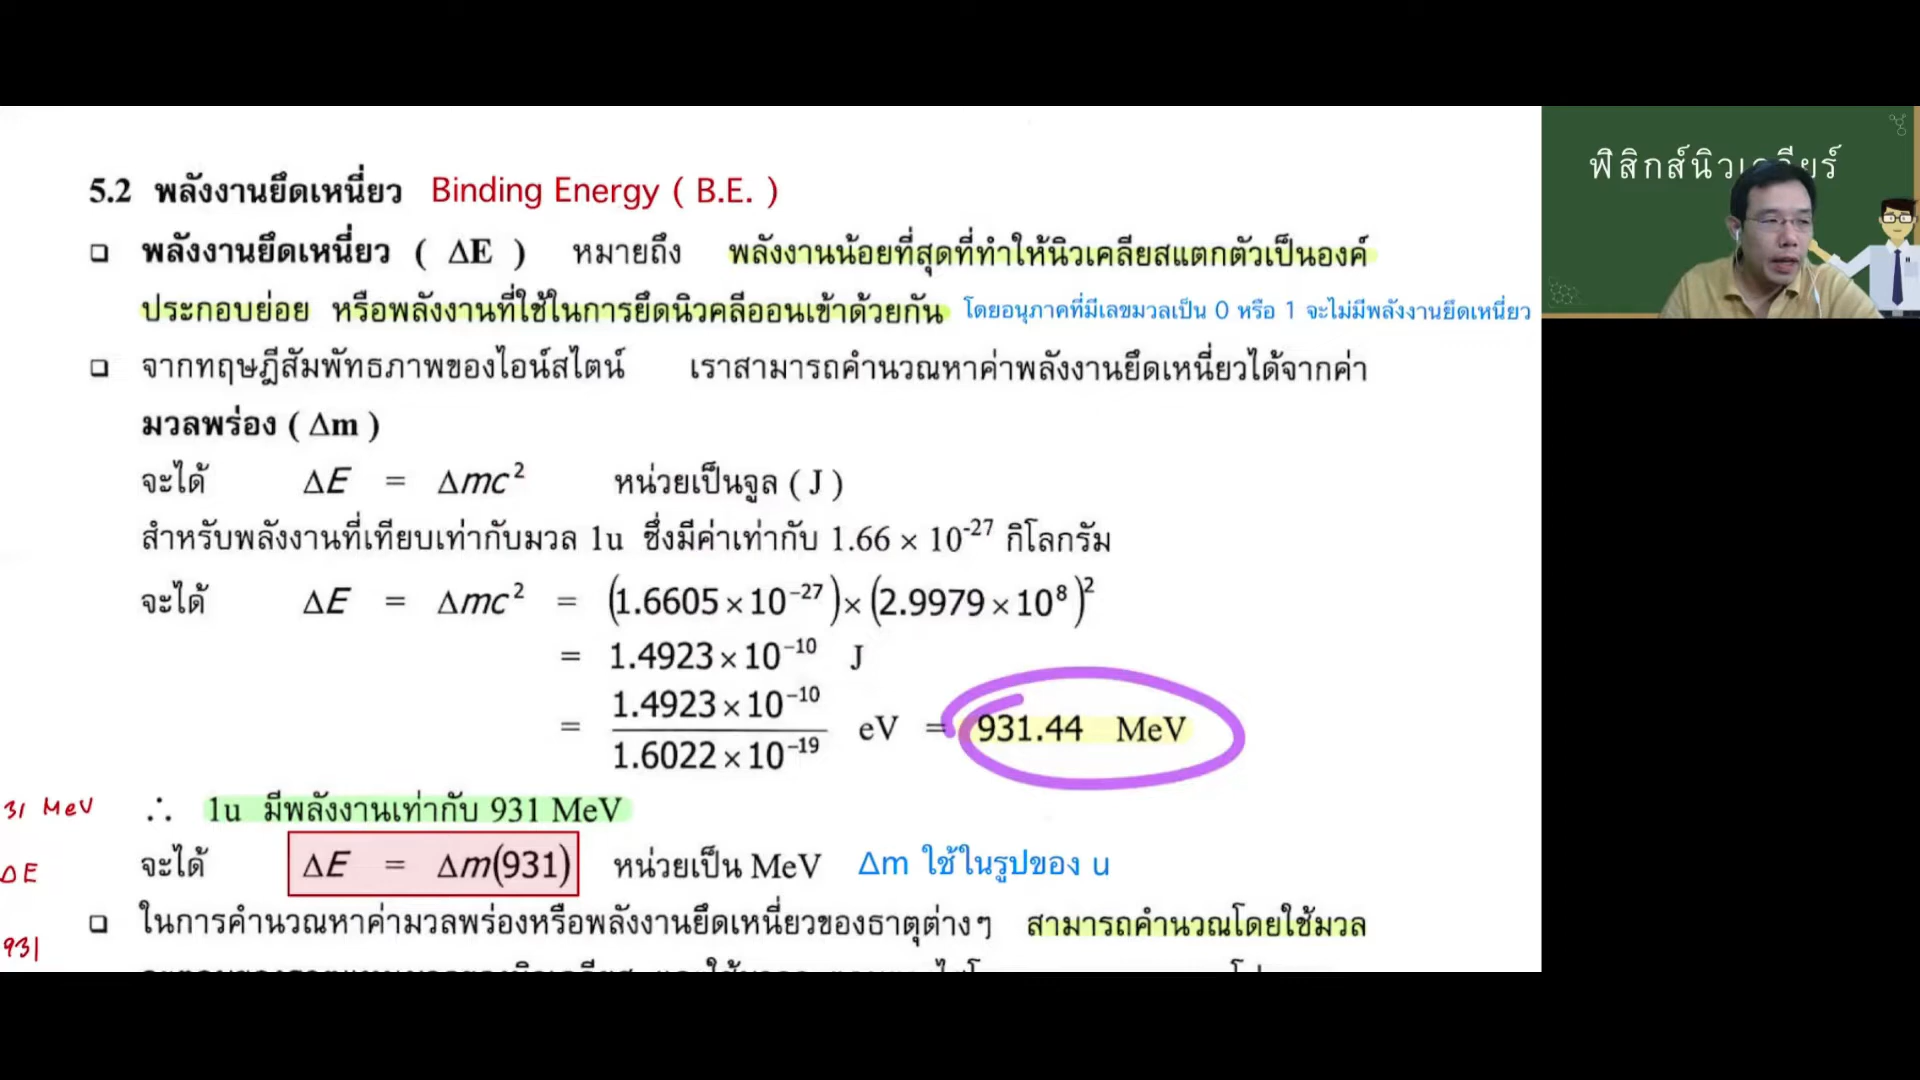 ฟิสิกส์นิวเคลียร์
5.2 พลังงานยึดเหนี่ยว Binding Energy ( B.E. )
❑ พลังงานยึดเหนี่ยว ( ΔE ) หมายถึง พลังงานน้อยที่สุดที่ทำให้นิวเคลียสแตกตัวเป็นองค์
ประกอบย่อย หรือพลังงานที่ใช้ในการยึดนิวคลีออนเข้าด้วยกัน โดยอนุภาคที่มีเลขมวลเป็น 0 หรือ 1 จะไม่มีพลังงานยึดเหนี่ยว
❑ จากทฤษฎีสัมพัทธภาพของไอน์สไตน์ เราสามารถคำนวณหาค่าพลังงานยึดเหนี่ยวได้จากค่า
มวลพร่อง ( Δm )
จะได้ ΔE = Δmc² หน่วยเป็นจูล ( J )
สำหรับพลังงานที่เทียบเท่ากับมวล 1u ซึ่งมีค่าเท่ากับ 1.66 × 10⁻²⁷ กิโลกรัม
จะได้ ΔE = Δmc² = (1.6605×10⁻²⁷)×(2.9979×10⁸)²
= 1.4923×10⁻¹⁰ J
= 1.4923×10⁻¹⁰ / 1.6022×10⁻¹⁹ eV = 931.44 MeV
31 MeV ∴ 1u มีพลังงานเท่ากับ 931 MeV
ΔE จะได้ ΔE = Δm(931) หน่วยเป็น MeV Δm ใช้ในรูปของ u
❑ ในการคำนวณหาค่ามวลพร่องหรือพลังงานยึดเหนี่ยวของธาตุต่างๆ สามารถคำนวณโดยใช้มวล
931